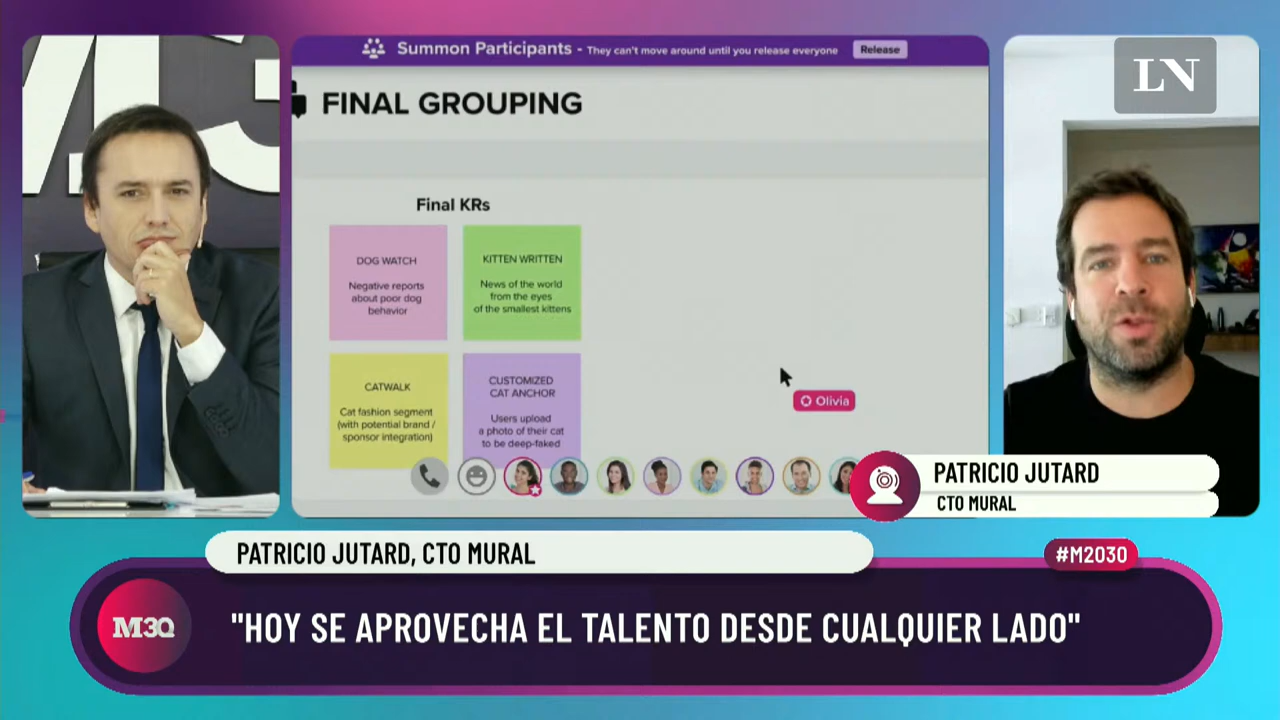 Summon Participants - They can't move around until you release everyone
Release
LN
FINAL GROUPING
Final KRs
DOG WATCH
Negative reports
about poor dog
behavior
KITTEN WRITTEN
News of the world
from the eyes
of the smallest kittens
CATWALK
Cat fashion segment
(with potential brand /
sponsor integration)
CUSTOMIZED
CAT ANCHOR
Users upload
a photo of their cat
to be deep-faked
Olivia
PATRICIO JUTARD
CTO MURAL
PATRICIO JUTARD, CTO MURAL
#M2030
M3O
"HOY SE APROVECHA EL TALENTO DESDE CUALQUIER LADO"